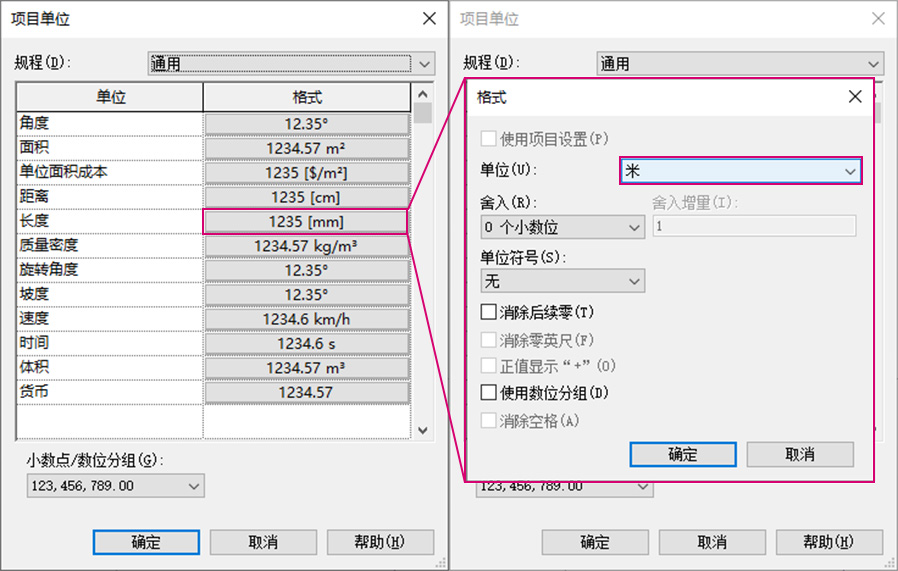 项目单位
规程(D):
通用
单位 格式
角度 12.35°
面积 1234.57 m²
单位面积成本 1235 [$/m²]
距离 1235 [cm]
长度 1235 [mm]
质量密度 1234.57 kg/m³
旋转角度 12.35°
坡度 12.35°
速度 1234.6 km/h
时间 1234.6 s
体积 1234.57 m³
货币 1234.57
小数点/数位分组(G):
123,456,789.00
确定 取消 帮助(H)
项目单位
规程(D):
通用
格式
使用项目设置(P)
单位(U):
米
舍入(R):
舍入增量(I):
0 个小数位
1
单位符号(S):
无
消除后续零(T)
消除零英尺(F)
正值显示“+”(O)
使用数位分组(D)
消除空格(A)
确定 取消
123,456,789.00
确定 取消 帮助(H)